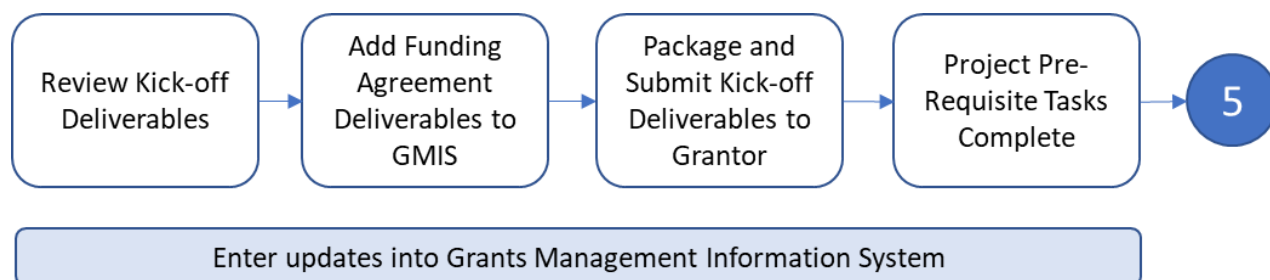 Review Kick-off
Deliverables
Add Funding
Agreement
Deliverables to
GMIS
Package and
Submit Kick-off
Deliverables to
Grantor
Project Pre-
Requisite Tasks
Complete
5
Enter updates into Grants Management Information System